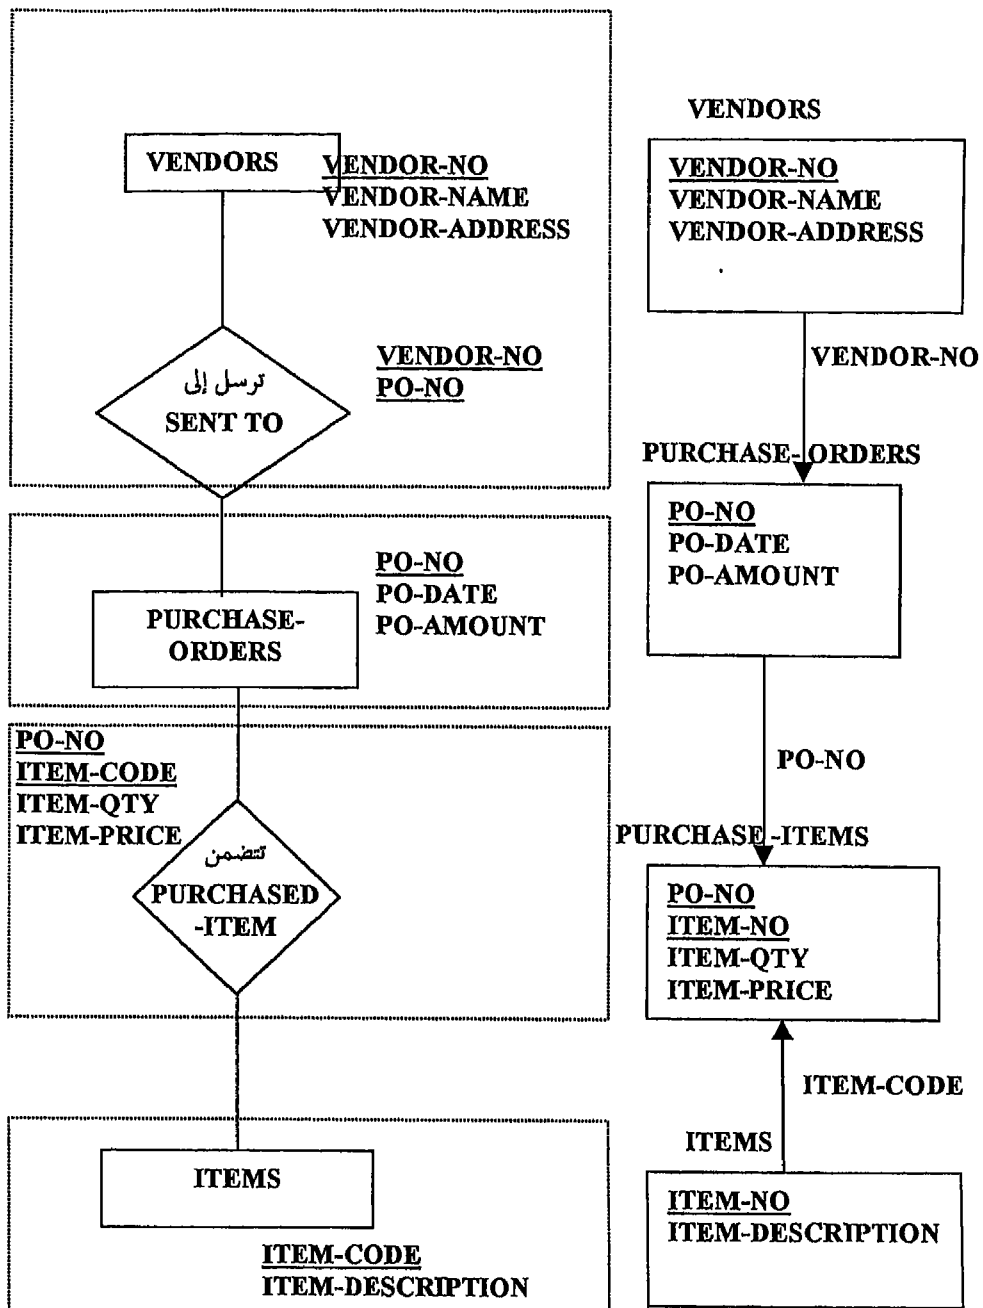 VENDORS
VENDOR-NO
VENDOR-NAME
VENDOR-ADDRESS
ترسل إلى
SENT TO
VENDOR-NO
PO-NO
PO-NO
PO-DATE
PO-AMOUNT
PURCHASE-
ORDERS
PO-NO
ITEM-CODE
ITEM-QTY
ITEM-PRICE
تتضمن
PURCHASED
-ITEM
ITEMS
ITEM-CODE
ITEM-DESCRIPTION
VENDORS
VENDOR-NO
VENDOR-NAME
VENDOR-ADDRESS
VENDOR-NO
PURCHASE-ORDERS
PO-NO
PO-DATE
PO-AMOUNT
PO-NO
PURCHASE-ITEMS
PO-NO
ITEM-NO
ITEM-QTY
ITEM-PRICE
ITEM-CODE
ITEMS
ITEM-NO
ITEM-DESCRIPTION